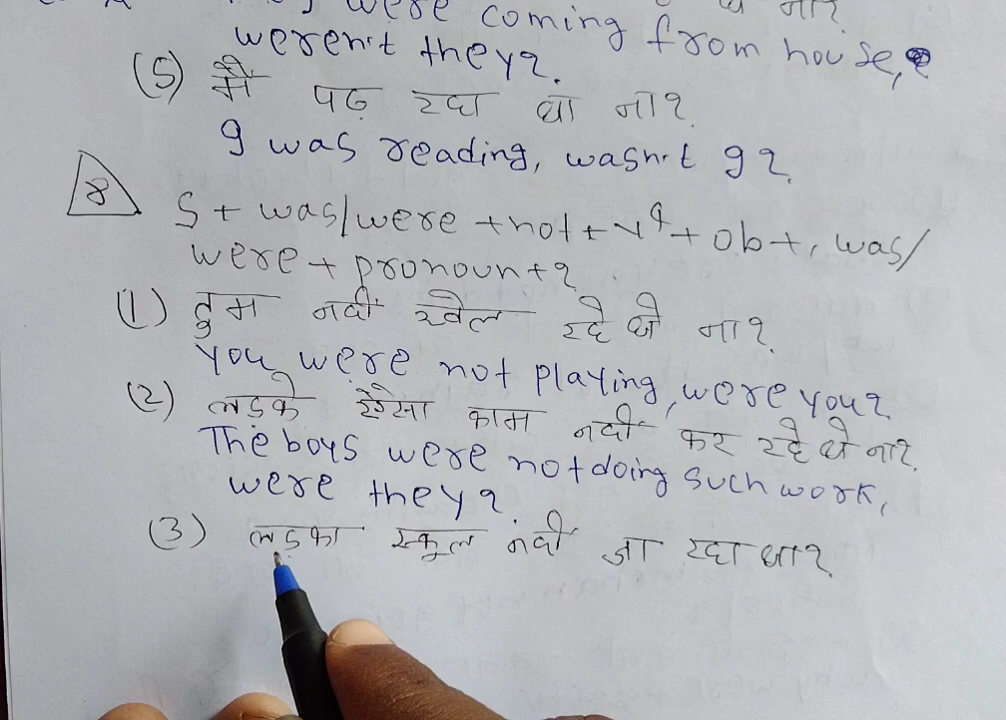 were coming from house,
weren't they?
(5) मैं पढ़ रहा था ना?
I was reading, wasn't I?
8 S + was/were + not + v4 + ob +, was/
were + pronoun + ?
(1) तुम नहीं खेल रहे थे ना?
You were not playing, were you?
(2) लड़के ऐसा काम नहीं कर रहे थे ना?
The boys were not doing such work,
were they?
(3) लड़का स्कूल नहीं जा रहा था?